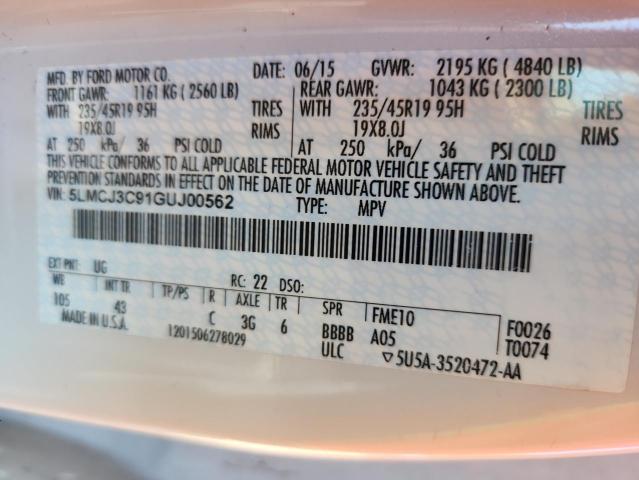 MFD. BY FORD MOTOR CO. DATE: 06/15 GVWR: 2195 KG ( 4840 LB)
FRONT GAWR: 1161 KG ( 2560 LB) REAR GAWR: 1043 KG ( 2300 LB)
WITH 235/45R19 95H TIRES WITH 235/45R19 95H TIRES
19X8.0J RIMS 19X8.0J RIMS
AT 250 kPa/ 36 PSI COLD AT 250 kPa/ 36 PSI COLD
THIS VEHICLE CONFORMS TO ALL APPLICABLE FEDERAL MOTOR VEHICLE SAFETY AND THEFT
PREVENTION STANDARDS IN EFFECT ON THE DATE OF MANUFACTURE SHOWN ABOVE.
VIN: 5LMCJ3C91GUJ00562 TYPE: MPV
EXT PNT: UG RC: 22 DSO:
WB INT TR TP/PS R AXLE TR SPR FME10 F0026
105 43 C 3G 6 BBBB A05 T0074
MADE IN U.S.A. 1201506278029 ULC ▽5U5A-3520472-AA